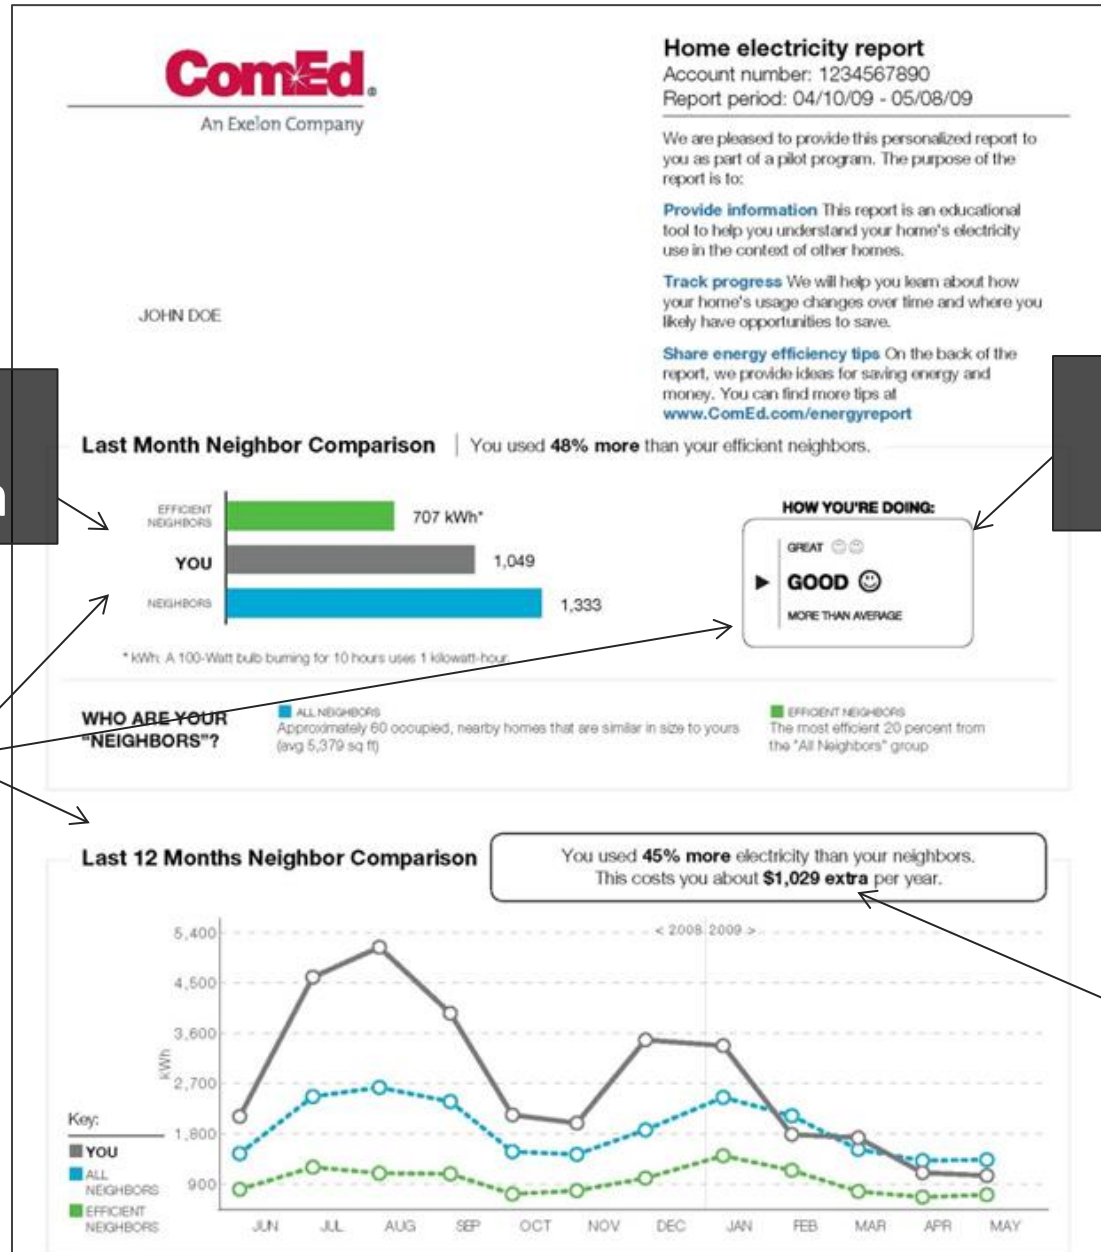 ComEd®
An Exelon Company
Home electricity report
Account number: 1234567890
Report period: 04/10/09 - 05/08/09
We are pleased to provide this personalized report to
you as part of a pilot program. The purpose of the
report is to:
Provide information This report is an educational
tool to help you understand your home's electricity
use in the context of other homes.
Track progress We will help you learn about how
your home's usage changes over time and where you
likely have opportunities to save.
Share energy efficiency tips On the back of the
report, we provide ideas for saving energy and
money. You can find more tips at
www.ComEd.com/energyreport
JOHN DOE
Last Month Neighbor Comparison | You used 48% more than your efficient neighbors.
EFFICIENT
NEIGHBORS
707 kWh*
YOU
1,049
NEIGHBORS
1,333
* kWh: A 100-Watt bulb burning for 10 hours uses 1 kilowatt-hour.
HOW YOU'RE DOING:
GREAT
GOOD
MORE THAN AVERAGE
WHO ARE YOUR
"NEIGHBORS"?
ALL NEIGHBORS
Approximately 60 occupied, nearby homes that are similar in size to yours
(avg 5,379 sq ft)
EFFICIENT NEIGHBORS
The most efficient 20 percent from
the "All Neighbors" group
Last 12 Months Neighbor Comparison
You used 45% more electricity than your neighbors.
This costs you about $1,029 extra per year.
< 2008 2009 >
5,400
4,500
3,600
2,700
1,800
900
kWh
Key:
YOU
ALL
NEIGHBORS
EFFICIENT
NEIGHBORS
JUN JUL AUG SEP OCT NOV DEC JAN FEB MAR APR MAY